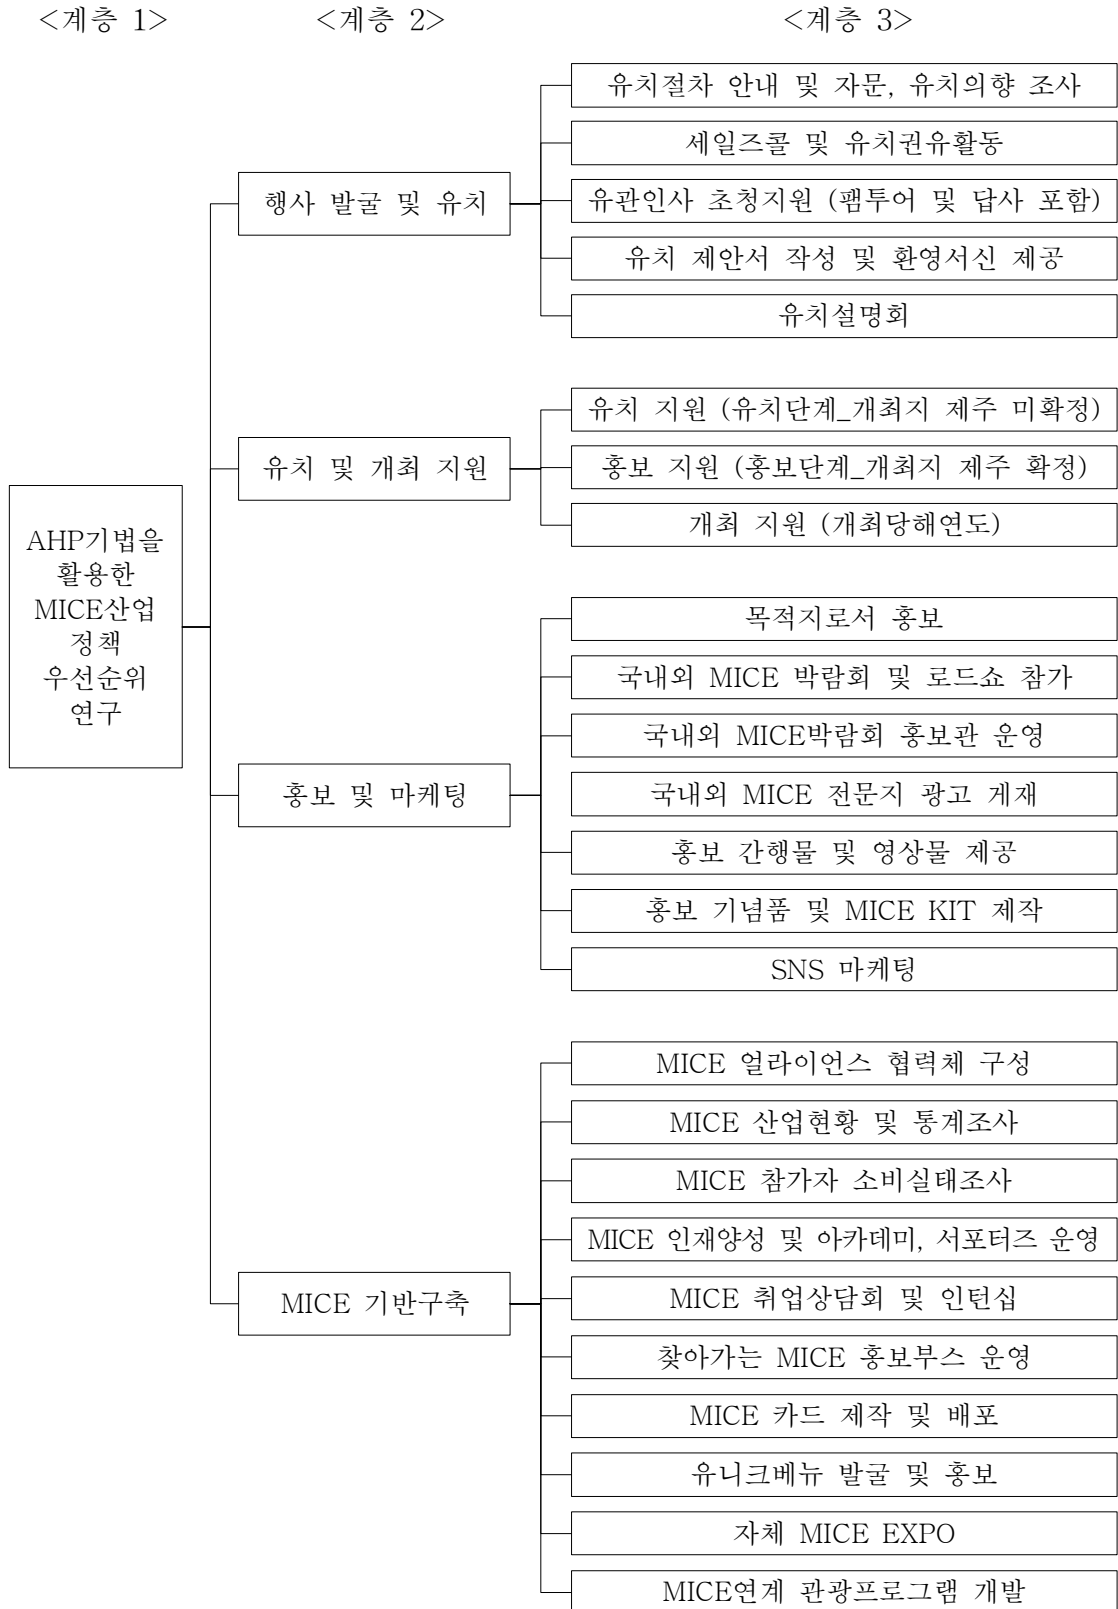 <계층 1>
<계층 2>
<계층 3>
AHP기법을
활용한
MICE산업
정책
우선순위
연구
행사 발굴 및 유치
유치절차 안내 및 자문, 유치의향 조사
세일즈콜 및 유치권유활동
유관인사 초청지원 (팸투어 및 답사 포함)
유치 제안서 작성 및 환영서신 제공
유치설명회
유치 및 개최 지원
유치 지원 (유치단계_개최지 제주 미확정)
홍보 지원 (홍보단계_개최지 제주 확정)
개최 지원 (개최당해연도)
홍보 및 마케팅
목적지로서 홍보
국내외 MICE 박람회 및 로드쇼 참가
국내외 MICE박람회 홍보관 운영
국내외 MICE 전문지 광고 게재
홍보 간행물 및 영상물 제공
홍보 기념품 및 MICE KIT 제작
SNS 마케팅
MICE 기반구축
MICE 얼라이언스 협력체 구성
MICE 산업현황 및 통계조사
MICE 참가자 소비실태조사
MICE 인재양성 및 아카데미, 서포터즈 운영
MICE 취업상담회 및 인턴십
찾아가는 MICE 홍보부스 운영
MICE 카드 제작 및 배포
유니크베뉴 발굴 및 홍보
자체 MICE EXPO
MICE연계 관광프로그램 개발